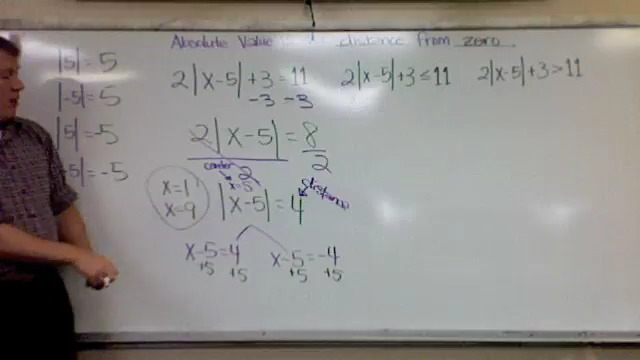 Absolute Value distance from zero.
|5| = 5
|-5| = 5
|5| = -5
-5| = -5
2|x-5| +3 = 11
-3 -3
2|x-5| = 8
2 2
center
x=5
distance
|x-5| = 4
x=1
x=9
x-5=4
+5 +5
x-5=-4
+5 +5
2|x-5|+3 ≤ 11
2|x-5|+3 > 11